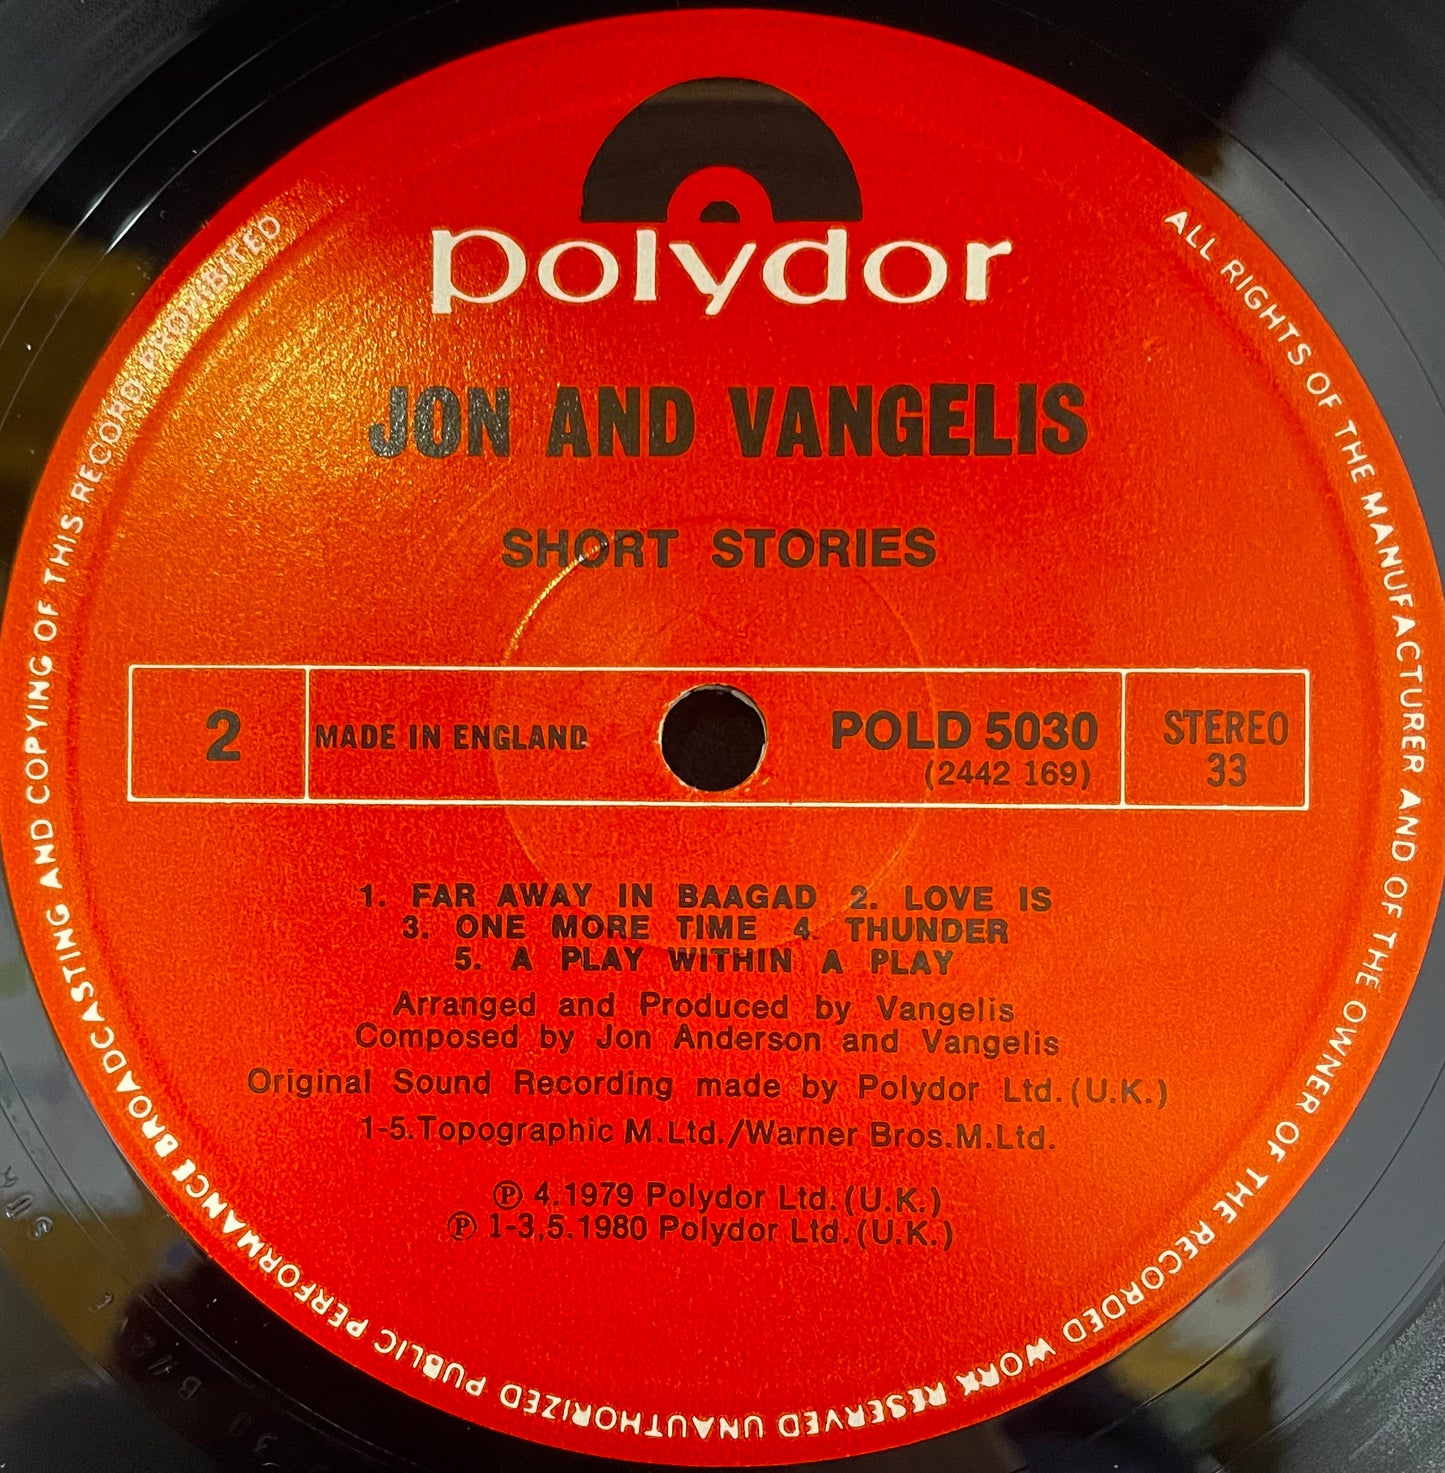 polydor
JON AND VANGELIS
SHORT STORIES
2
MADE IN ENGLAND
POLD 5030
(2442 169)
STEREO
33
1. FAR AWAY IN BAAGAD 2. LOVE IS
3. ONE MORE TIME 4. THUNDER
5. A PLAY WITHIN A PLAY
Arranged and Produced by Vangelis
Composed by Jon Anderson and Vangelis
Original Sound Recording made by Polydor Ltd.(U.K.)
1-5.Topographic M.Ltd./Warner Bros.M.Ltd.
℗ 4.1979 Polydor Ltd.(U.K.)
℗ 1-3,5.1980 Polydor Ltd.(U.K.)
ALL RIGHTS OF THE MANUFACTURER AND OF THE OWNER OF THE RECORDED WORK RESERVED UNAUTHORIZED PUBLIC PERFORMANCE BROADCASTING AND COPYING OF THIS RECORD PROHIBITED